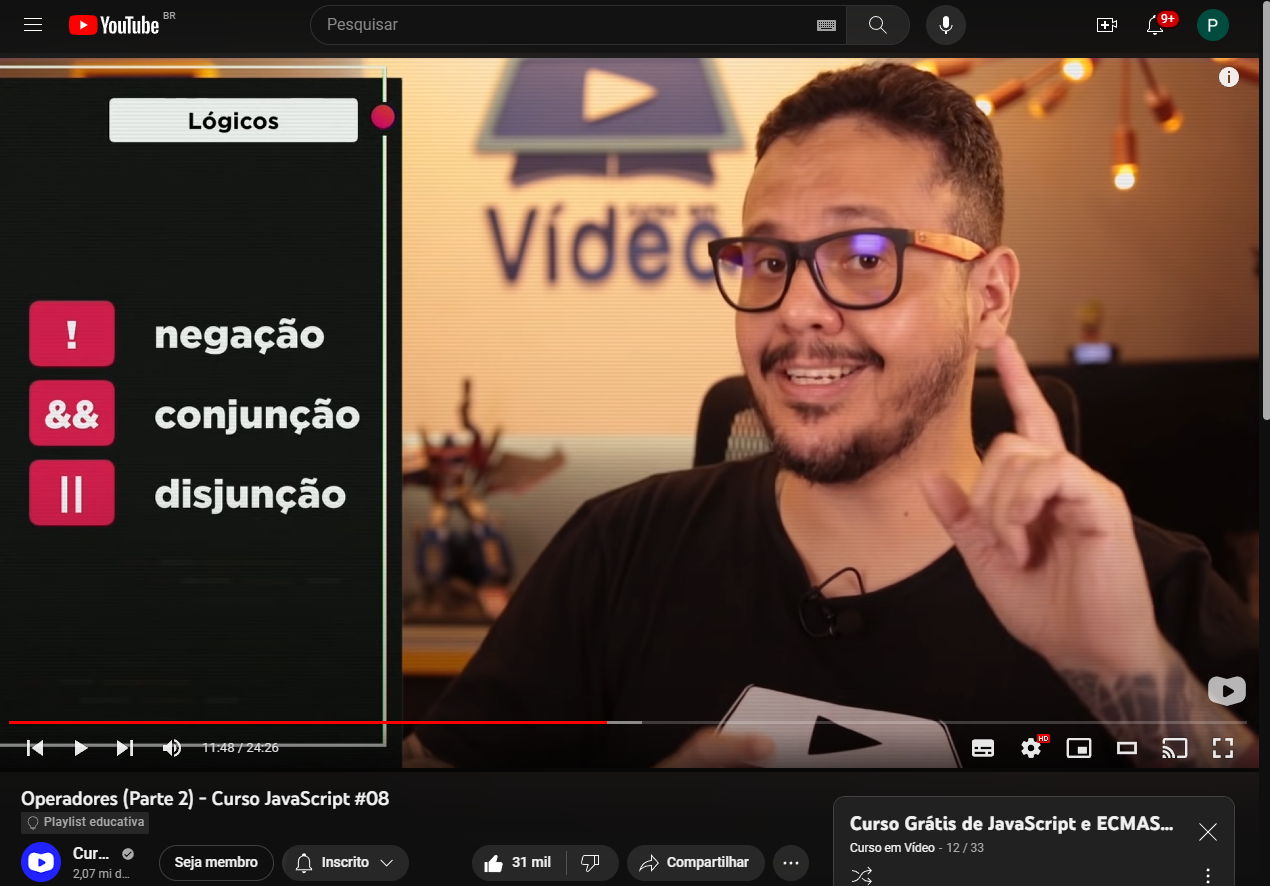 YouTube BR
Pesquisar
9+
P
Lógicos
CURSO EM
Vídeo
! negação
&& conjunção
|| disjunção
11:48 / 24:26
HD
Operadores (Parte 2) - Curso JavaScript #08
Playlist educativa
Cur...
2,07 mi d...
Seja membro
Inscrito
31 mil
Compartilhar
Curso Grátis de JavaScript e ECMAS...
Curso em Vídeo - 12 / 33